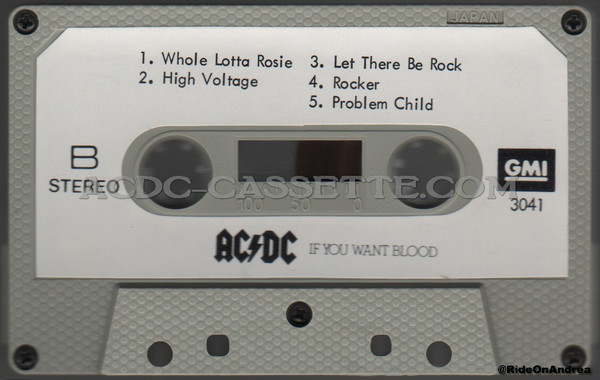 JAPAN
1. Whole Lotta Rosie
2. High Voltage
3. Let There Be Rock
4. Rocker
5. Problem Child
B
STEREO
ACDC-CASSETTE.COM
GMI
3041
100 50 0
AC⚡DC IF YOU WANT BLOOD
@RideOnAndrea